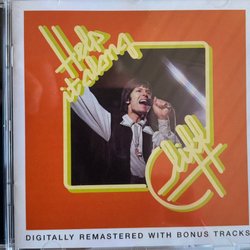 Help
it along
Cliff
DIGITALLY REMASTERED WITH BONUS TRACKS